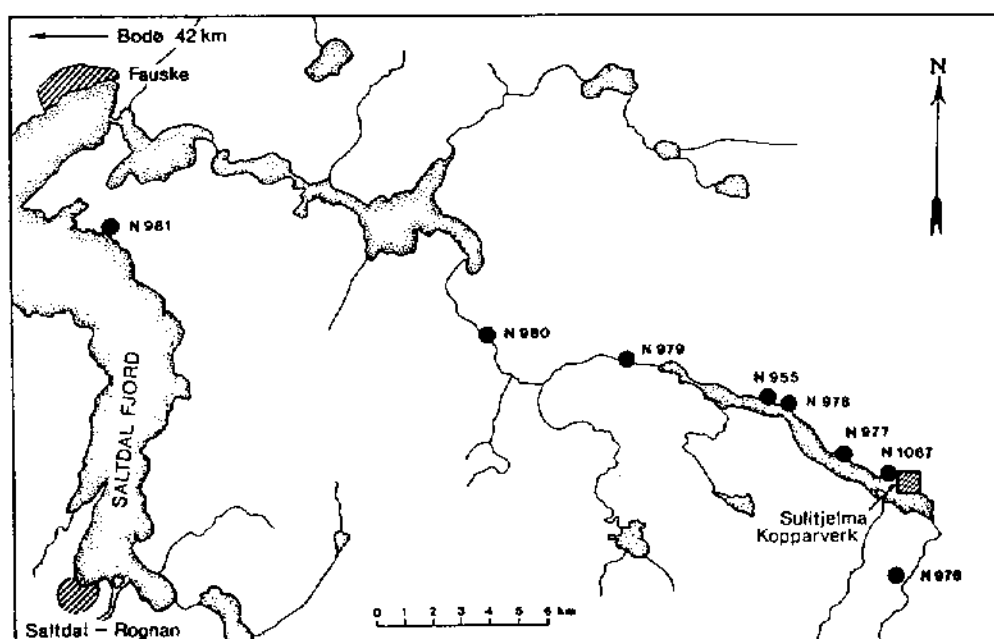 Bodø 42 km
Fauske
N
N 981
N 980
N 979
N 955
N 978
N 977
N 1067
SALTDAL FJORD
Sulitjelma
Kopparverk
N 976
0 1 2 3 4 5 6 km
Saltdal – Rognan